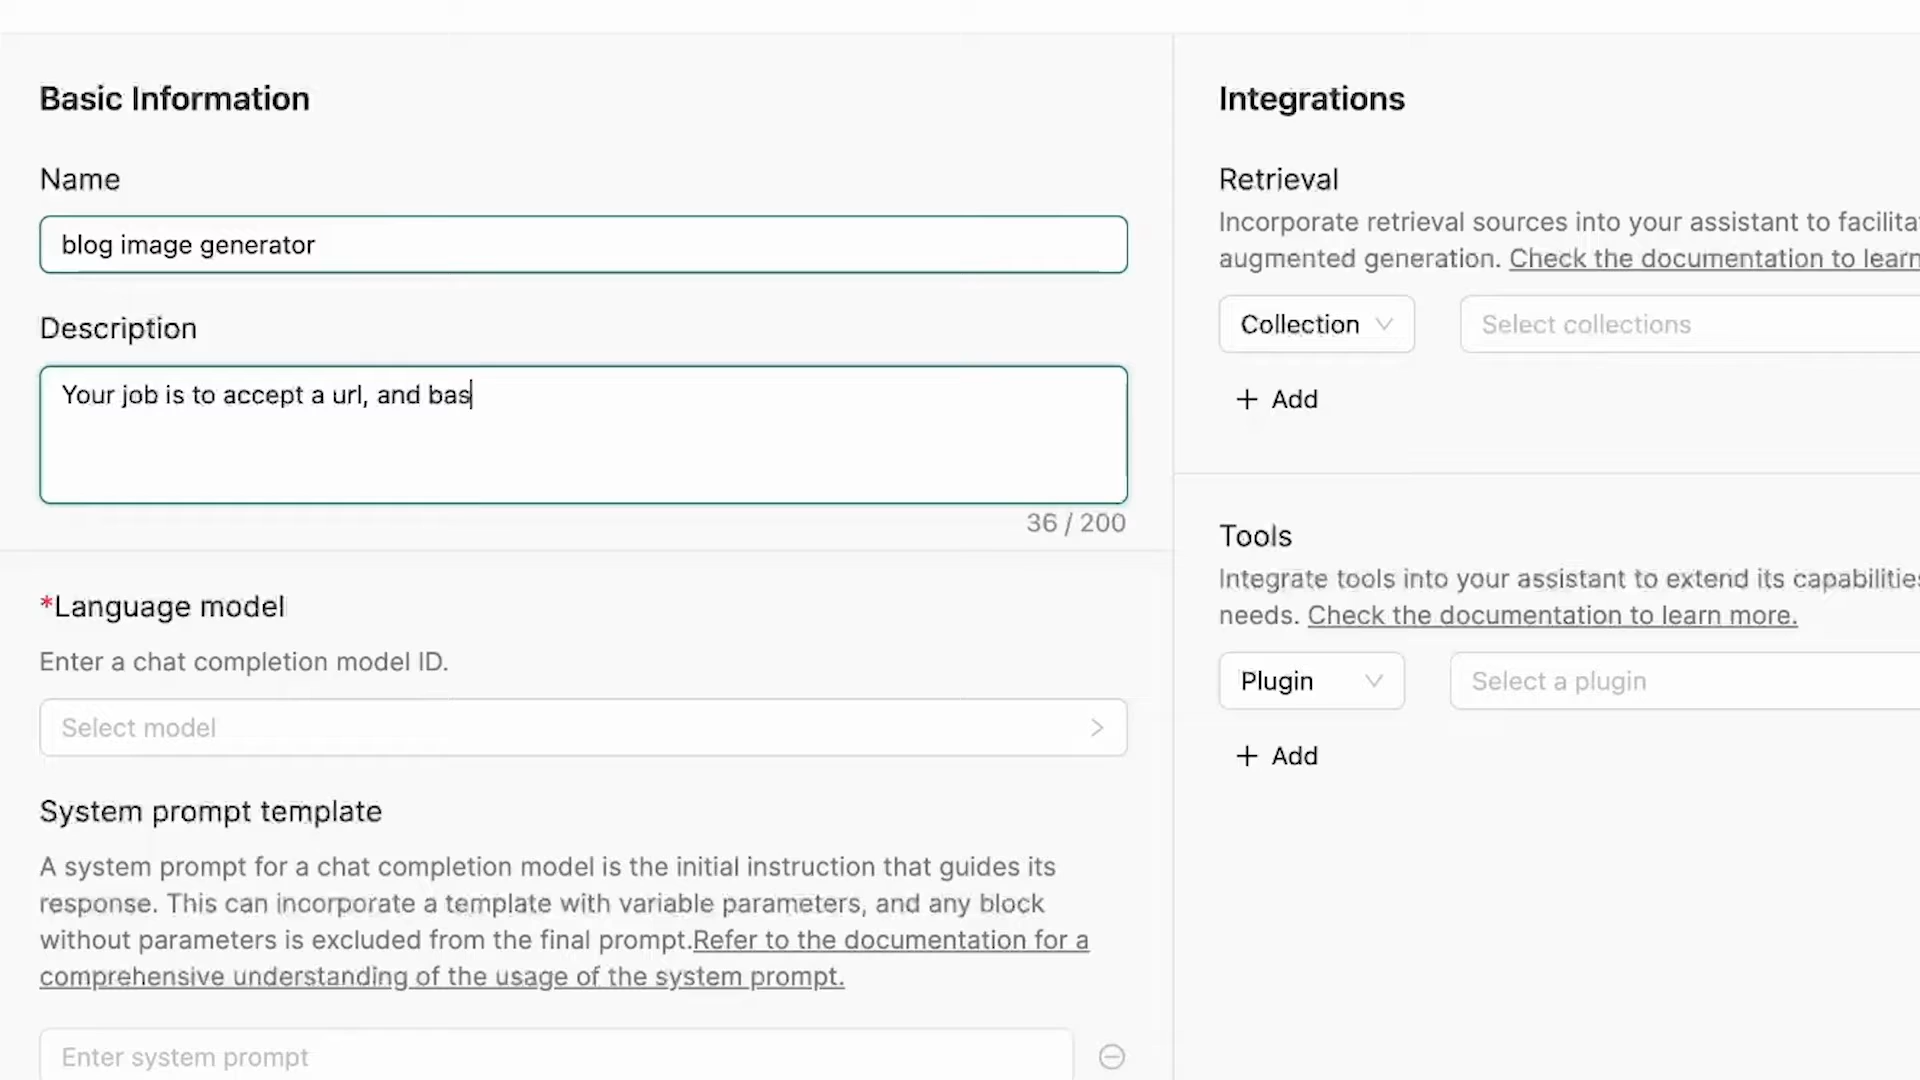 Basic Information
Name
blog image generator
Description
Your job is to accept a url, and bas
36 / 200
*Language model
Enter a chat completion model ID.
Select model
System prompt template
A system prompt for a chat completion model is the initial instruction that guides its
response. This can incorporate a template with variable parameters, and any block
without parameters is excluded from the final prompt.Refer to the documentation for a
comprehensive understanding of the usage of the system prompt.
Enter system prompt
Integrations
Retrieval
Incorporate retrieval sources into your assistant to
augmented generation. Check the documentation to learn
Collection
Select collections
+ Add
Tools
Integrate tools into your assistant to extend its
needs. Check the documentation to learn more.
Plugin
Select a plugin
+ Add